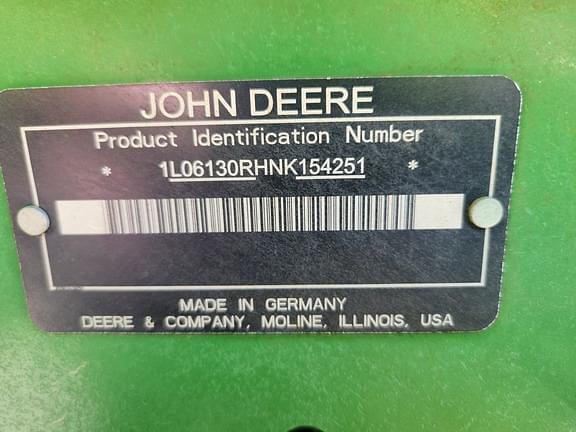 JOHN DEERE
Product Identification Number
* 1L06130RHNK154251 *
MADE IN GERMANY
DEERE & COMPANY, MOLINE, ILLINOIS, USA